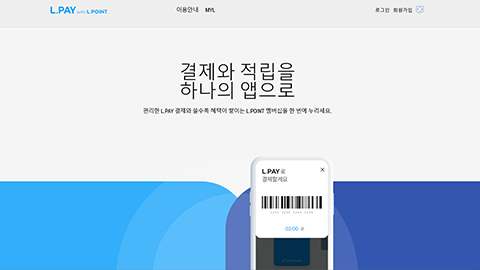 L.PAY with L.POINT
이용안내 MYL
로그인 회원가입
결제와 적립을
하나의 앱으로
편리한 L.PAY 결제와 쓸수록 혜택이 쌓이는 L.POINT 멤버십을 한 번에 누리세요.
L.PAY로
결제할게요
02:00